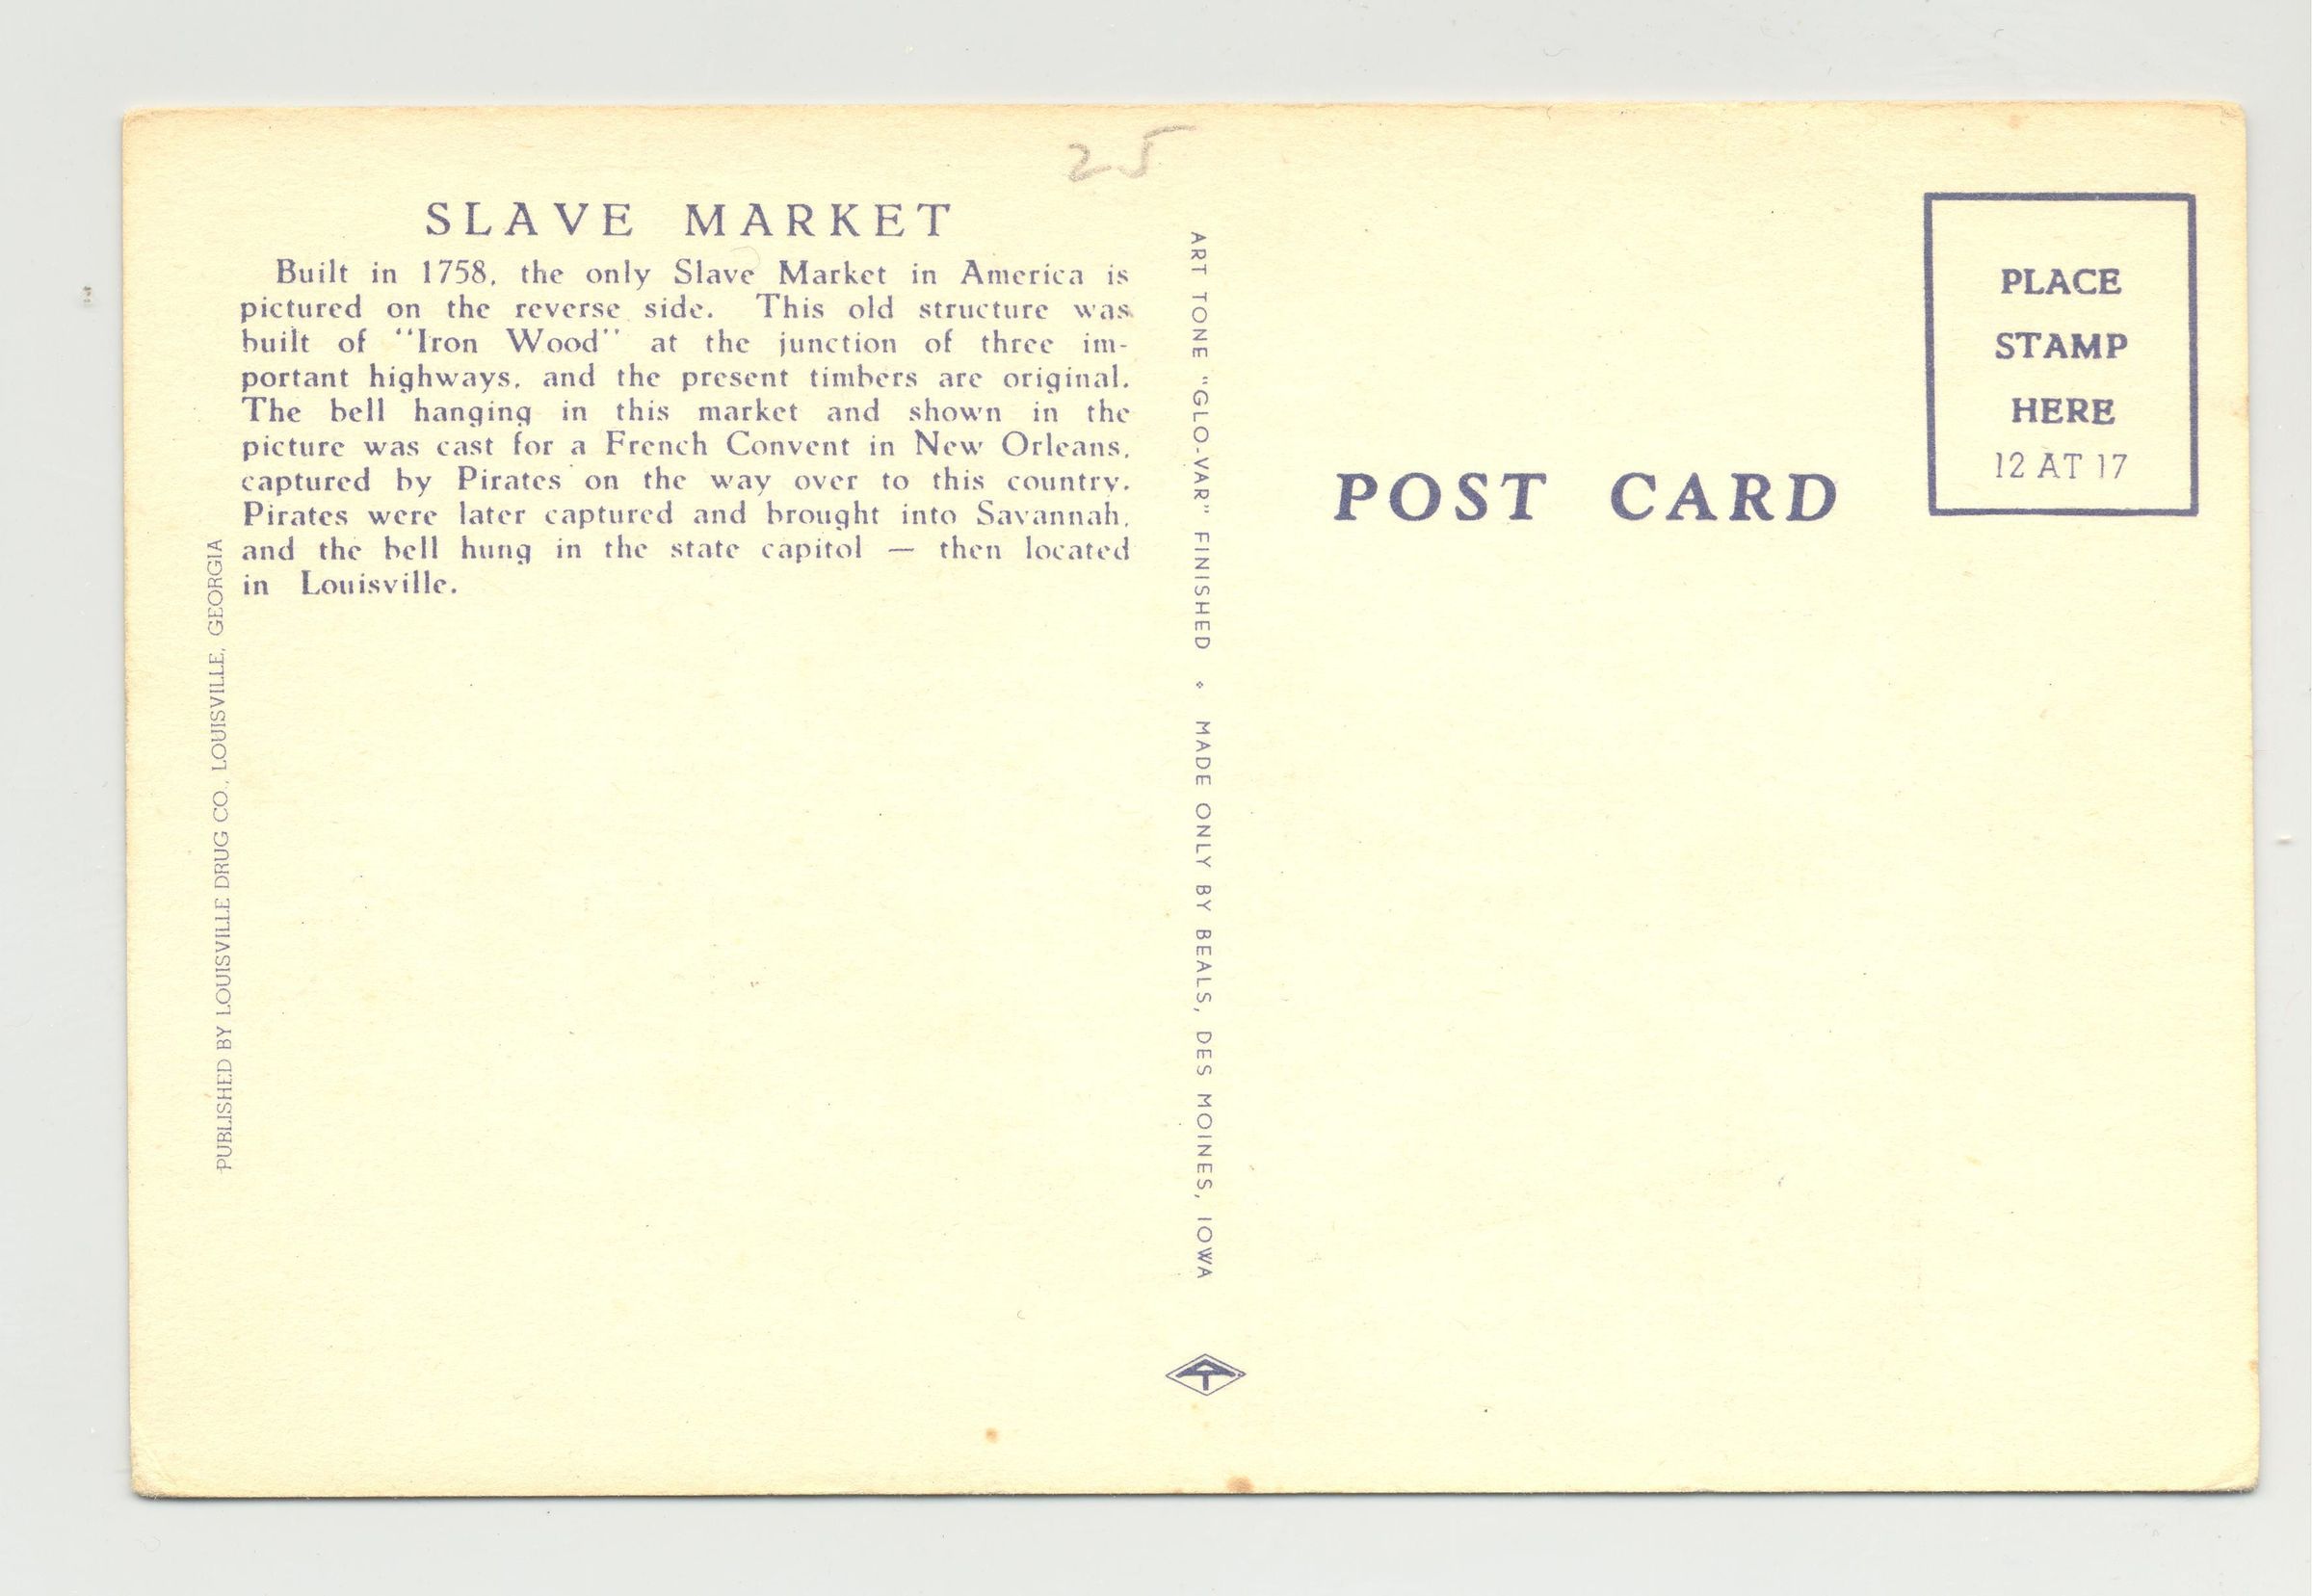 25
SLAVE MARKET
Built in 1758, the only Slave Market in America is
pictured on the reverse side. This old structure was
built of "Iron Wood" at the junction of three im-
portant highways, and the present timbers are original.
The bell hanging in this market and shown in the
picture was cast for a French Convent in New Orleans,
captured by Pirates on the way over to this country.
Pirates were later captured and brought into Savannah,
and the bell hung in the state capitol — then located
in Louisville.
PUBLISHED BY LOUISVILLE DRUG CO., LOUISVILLE, GEORGIA
ART TONE "GLO-VAR" FINISHED ❖ MADE ONLY BY BEALS, DES MOINES, IOWA
POST CARD
PLACE
STAMP
HERE
12 AT 17